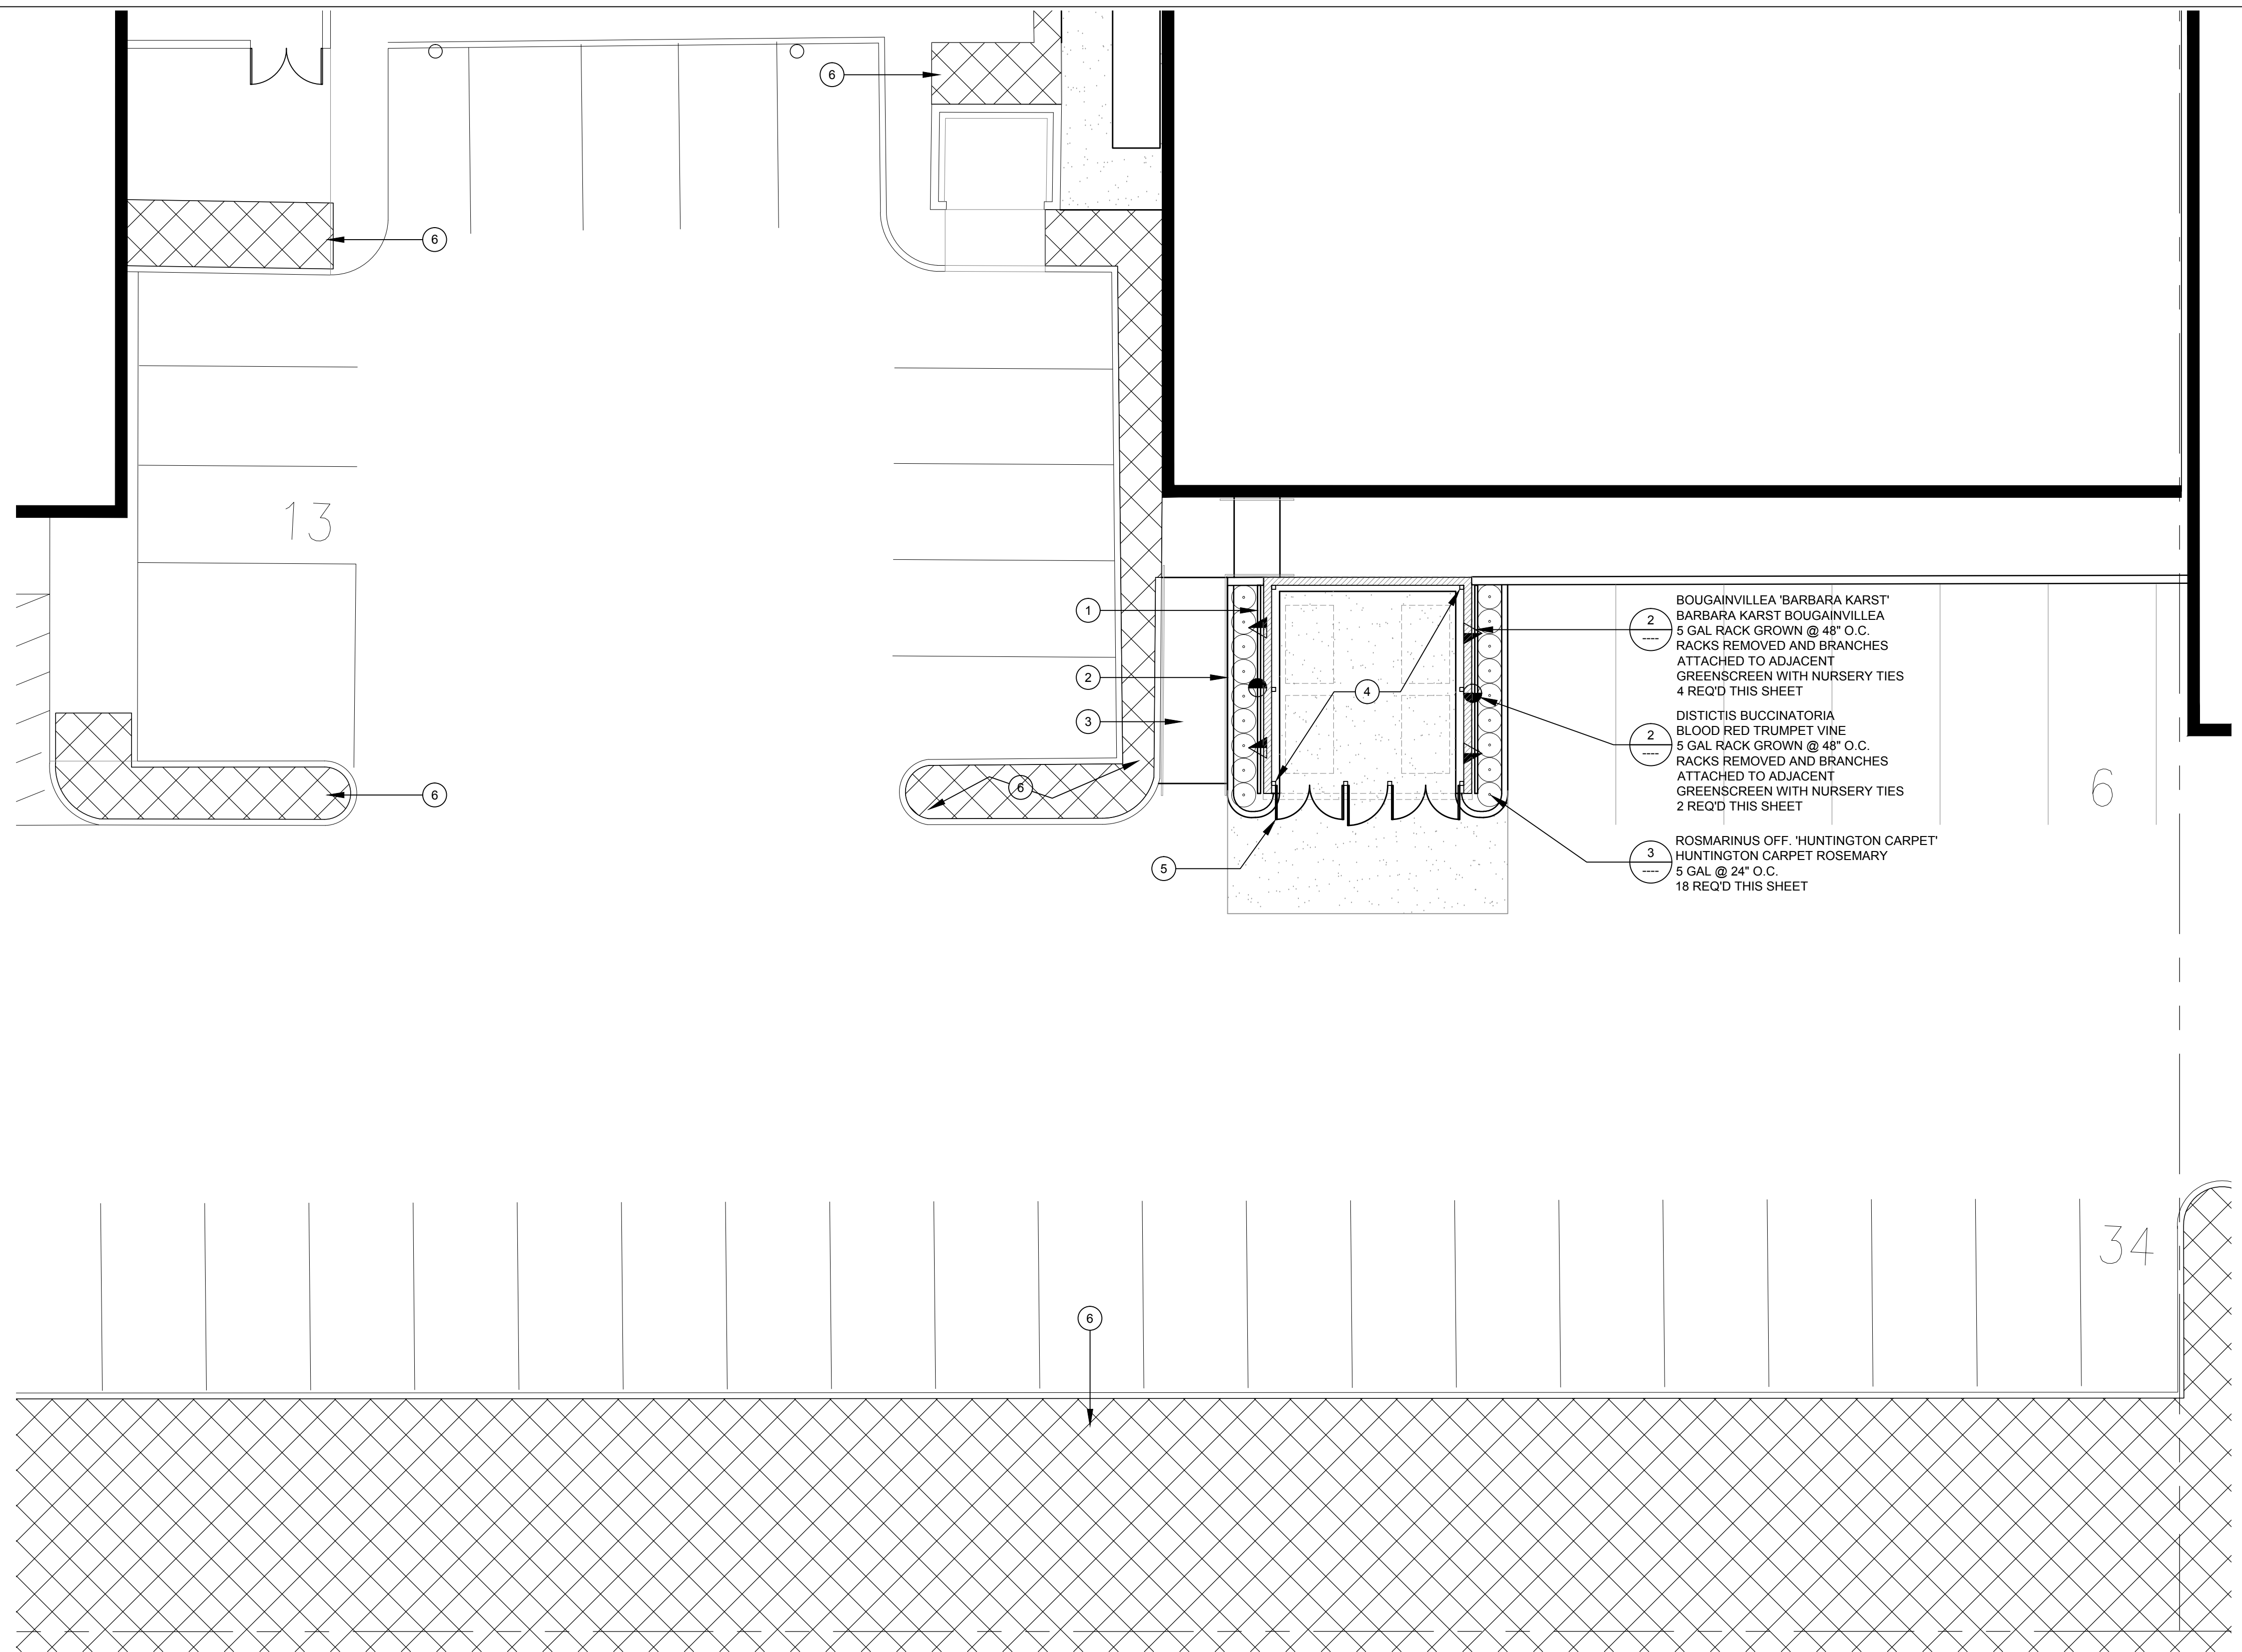 6
6
13
1
2
3
4
2
----
BOUGAINVILLEA 'BARBARA KARST'
BARBARA KARST BOUGAINVILLEA
5 GAL RACK GROWN @ 48" O.C.
RACKS REMOVED AND BRANCHES
ATTACHED TO ADJACENT
GREENSCREEN WITH NURSERY TIES
4 REQ'D THIS SHEET
2
----
DISTICTIS BUCCINATORIA
BLOOD RED TRUMPET VINE
5 GAL RACK GROWN @ 48" O.C.
RACKS REMOVED AND BRANCHES
ATTACHED TO ADJACENT
GREENSCREEN WITH NURSERY TIES
2 REQ'D THIS SHEET
6
6
6
5
3
----
ROSMARINUS OFF. 'HUNTINGTON CARPET'
HUNTINGTON CARPET ROSEMARY
5 GAL @ 24" O.C.
18 REQ'D THIS SHEET
34
6